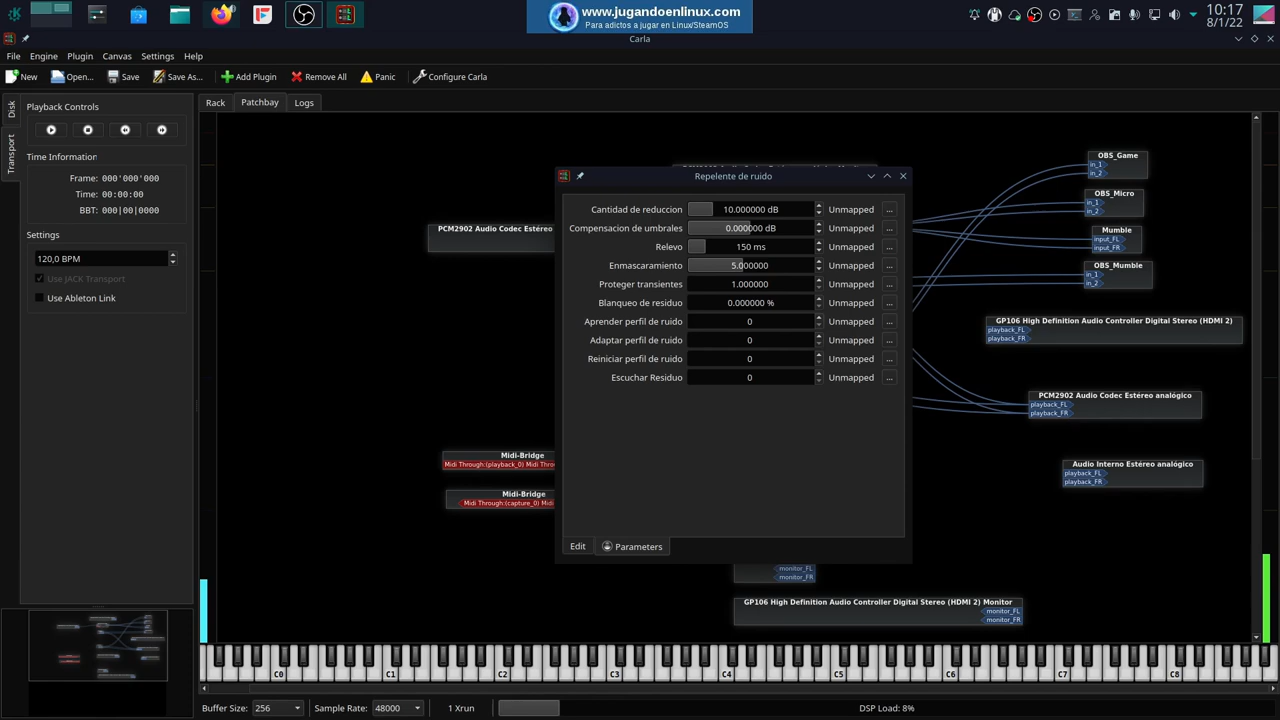 www.jugandoenlinux.com
Para adictos a jugar en Linux/SteamOS
10:17
8/1/22
Carla
File Engine Plugin Canvas Settings Help
New Open... Save Save As... Add Plugin Remove All Panic Configure Carla
Disk
Transport
Playback Controls
Time Information
Frame: 000'000'000
Time: 00:00:00
BBT: 000|00|0000
Settings
120,0 BPM
Use JACK Transport
Use Ableton Link
Rack Patchbay Logs
PCM2902 Audio Codec Estéreo
Midi-Bridge
Midi Through:(playback_0) Midi Thro
Midi-Bridge
Midi Through:(capture_0) Midi
Repelente de ruido
Cantidad de reduccion 10.000000 dB Unmapped ...
Compensacion de umbrales 0.000000 dB Unmapped ...
Relevo 150 ms Unmapped ...
Enmascaramiento 5.000000 Unmapped ...
Proteger transientes 1.000000 Unmapped ...
Blanqueo de residuo 0.000000 % Unmapped ...
Aprender perfil de ruido 0 Unmapped ...
Adaptar perfil de ruido 0 Unmapped ...
Reiniciar perfil de ruido 0 Unmapped ...
Escuchar Residuo 0 Unmapped ...
Edit Parameters
OBS_Game
in_1
in_2
OBS_Micro
in_1
in_2
Mumble
input_FL
input_FR
OBS_Mumble
in_1
in_2
GP106 High Definition Audio Controller Digital Stereo (HDMI 2)
playback_FL
playback_FR
PCM2902 Audio Codec Estéreo analógico
playback_FL
playback_FR
Audio Interno Estéreo analógico
playback_FL
playback_FR
monitor_FL
monitor_FR
GP106 High Definition Audio Controller Digital Stereo (HDMI 2) Monitor
monitor_FL
monitor_FR
C0 C1 C2 C3 C4 C5 C6 C7 C8
Buffer Size: 256 Sample Rate: 48000 1 Xrun DSP Load: 8%